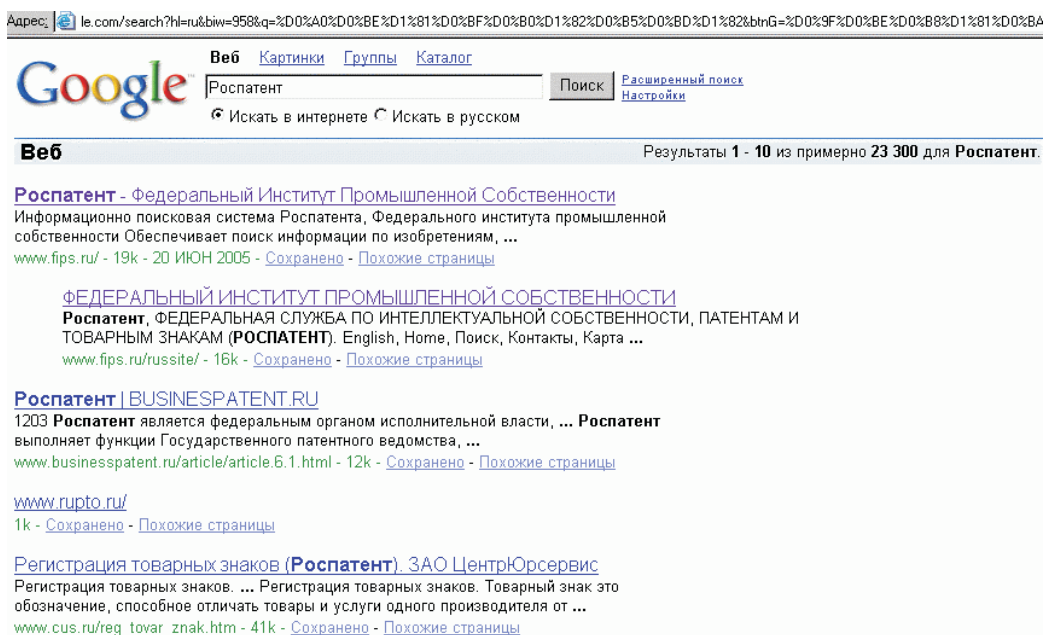 Адрес: le.com/search?hl=ru&biw=958&q=%D0%A0%D0%BE%D1%81%D0%BF%D0%B0%D1%82%D0%B5%D0%BD%D1%82&btnG=%D0%9F%D0%BE%D0%B8%D1%81%D0%BA
Google™
Веб Картинки Группы Каталог
Роспатент Поиск Расширенный поиск
Настройки
Искать в интернете Искать в русском
Веб Результаты 1 - 10 из примерно 23 300 для Роспатент.
Роспатент - Федеральный Институт Промышленной Собственности
Информационно поисковая система Роспатента, Федерального института промышленной
собственности Обеспечивает поиск информации по изобретениям, ...
www.fips.ru/ - 19k - 20 ИЮН 2005 - Сохранено - Похожие страницы
ФЕДЕРАЛЬНЫЙ ИНСТИТУТ ПРОМЫШЛЕННОЙ СОБСТВЕННОСТИ
Роспатент, ФЕДЕРАЛЬНАЯ СЛУЖБА ПО ИНТЕЛЛЕКТУАЛЬНОЙ СОБСТВЕННОСТИ, ПАТЕНТАМ И
ТОВАРНЫМ ЗНАКАМ (РОСПАТЕНТ). English, Home, Поиск, Контакты, Карта ...
www.fips.ru/russite/ - 16k - Сохранено - Похожие страницы
Роспатент | BUSINESPATENT.RU
1203 Роспатент является федеральным органом исполнительной власти, ... Роспатент
выполняет функции Государственного патентного ведомства, ...
www.businesspatent.ru/article/article.6.1.html - 12k - Сохранено - Похожие страницы
www.rupto.ru/
1k - Сохранено - Похожие страницы
Регистрация товарных знаков (Роспатент). ЗАО ЦентрЮрсервис
Регистрация товарных знаков. ... Регистрация товарных знаков. Товарный знак это
обозначение, способное отличать товары и услуги одного производителя от ...
www.cus.ru/reg_tovar_znak.htm - 41k - Сохранено - Похожие страницы